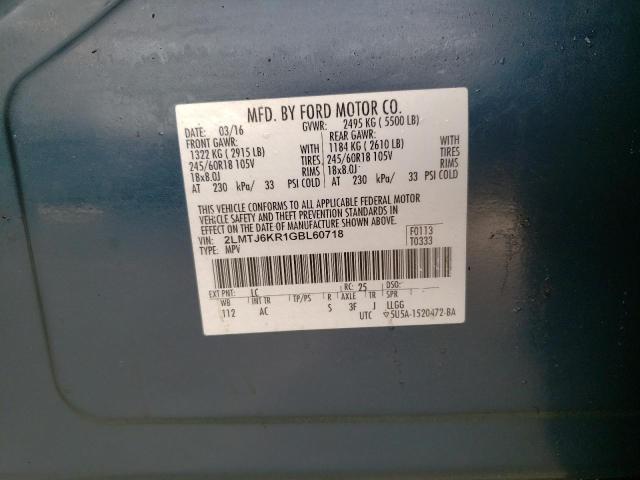 MFD. BY FORD MOTOR CO.
DATE: 03/16 GVWR: 2495 KG ( 5500 LB)
FRONT GAWR: REAR GAWR:
1322 KG ( 2915 LB) WITH 1184 KG ( 2610 LB) WITH
245/60R18 105V TIRES, 245/60R18 105V TIRES,
18x8.0J RIMS 18x8.0J RIMS
AT 230 kPa/ 33 PSI COLD AT 230 kPa/ 33 PSI COLD
THIS VEHICLE CONFORMS TO ALL APPLICABLE FEDERAL MOTOR
VEHICLE SAFETY AND THEFT PREVENTION STANDARDS IN
EFFECT ON THE DATE OF MANUFACTURE SHOWN ABOVE.
VIN: 2LMTJ6KR1GBL60718 F0113
TYPE: MPV T0333
EXT PNT: LC RC: 25 DSO:
WB INT TR TP/PS R AXLE TR SPR
112 AC S 3F J LLGG
UTC 5U5A-1520472-BA